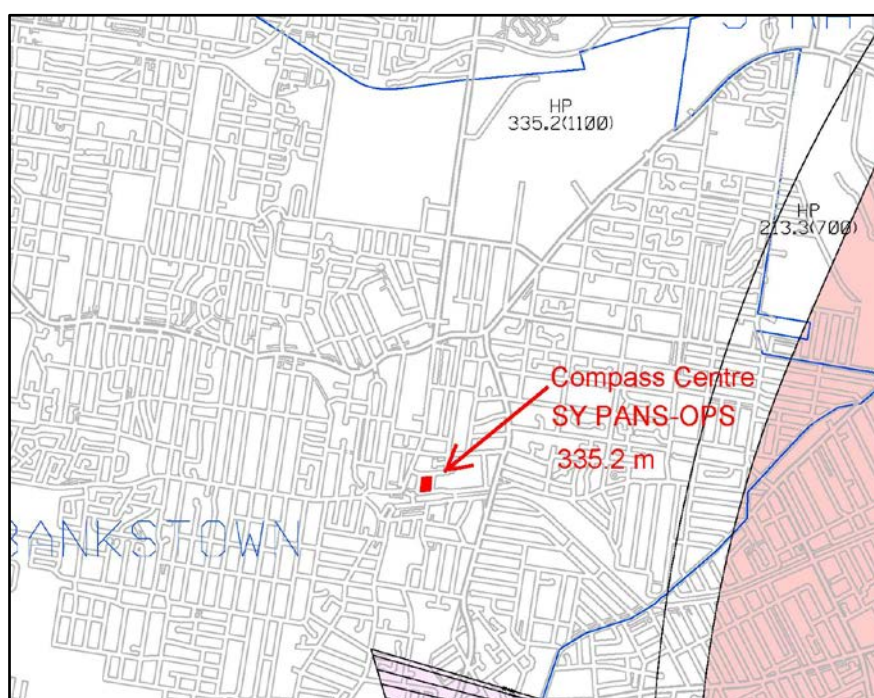 HP
335.2(1100)
HP
213.3(700)
Compass Centre
SY PANS-OPS
335.2 m
BANKSTOWN